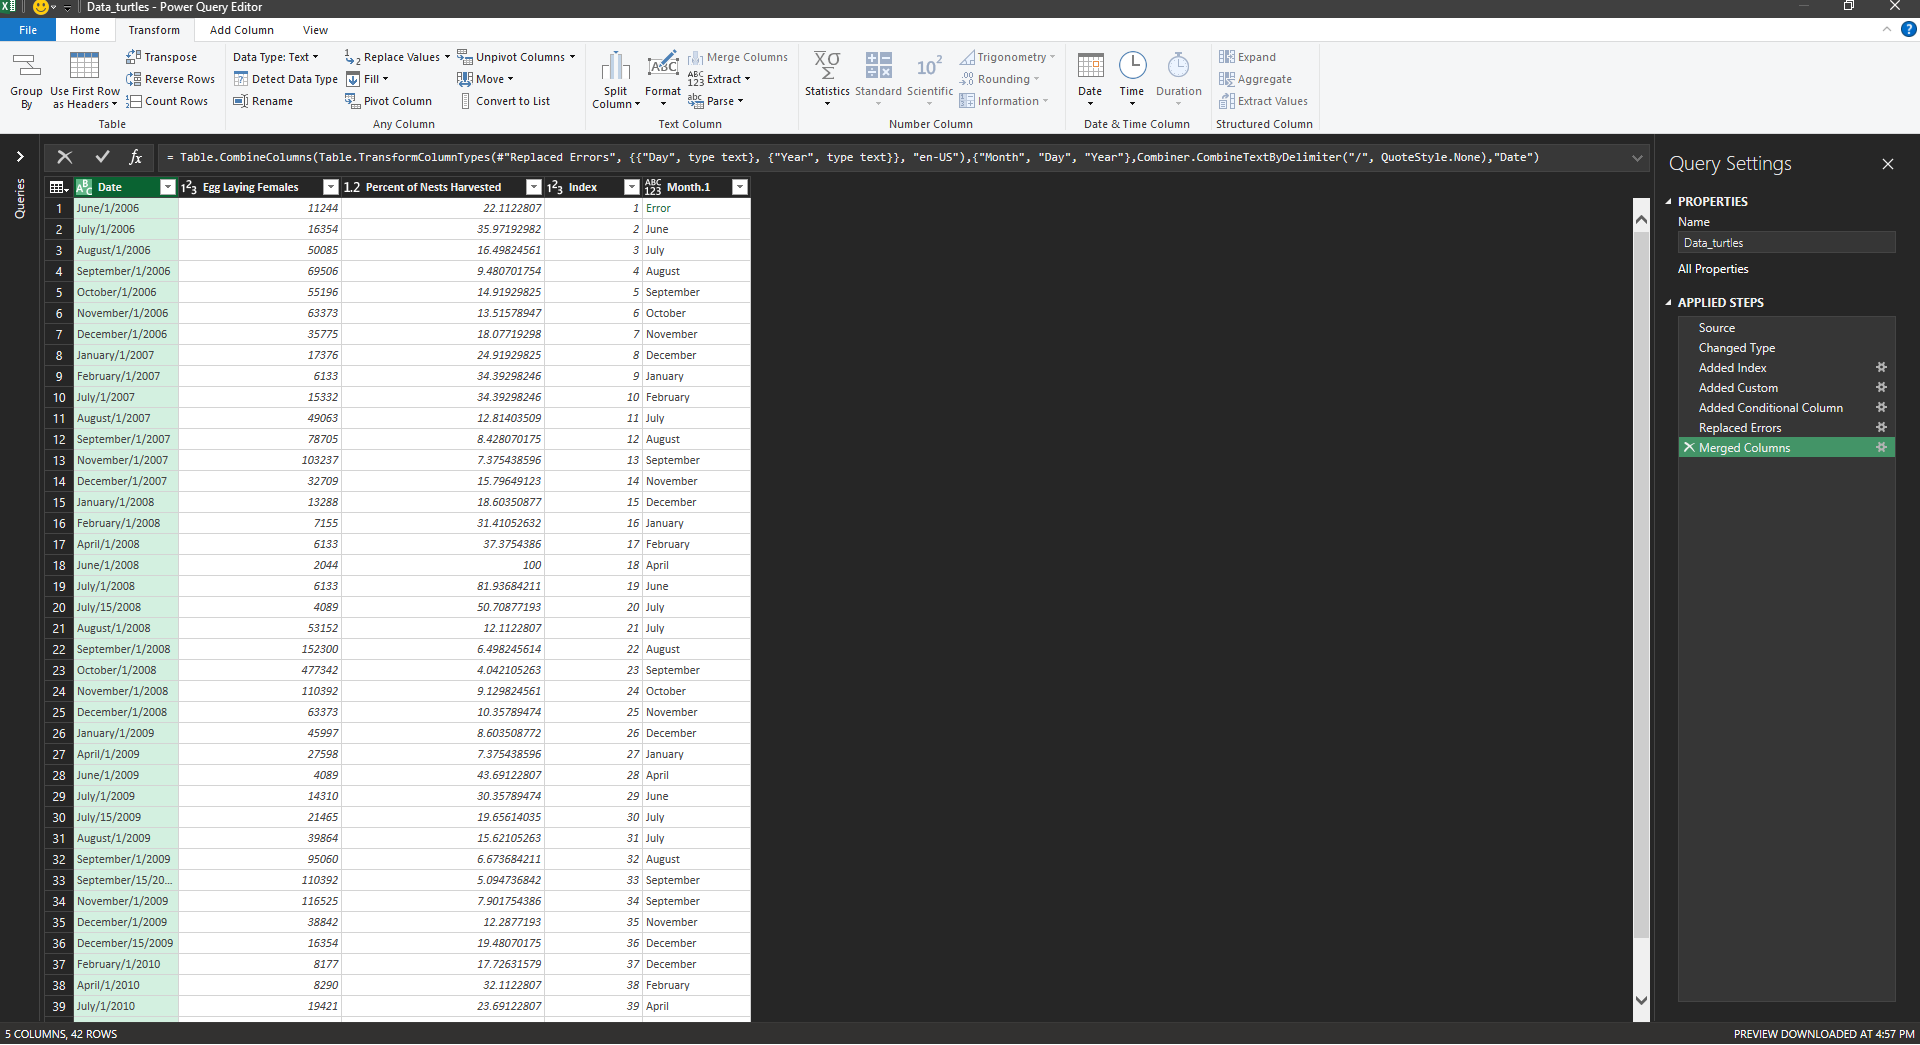 Data_turtles - Power Query Editor
File Home Transform Add Column View
Transpose Data Type: Text Replace Values Unpivot Columns Merge Columns Trigonometry Expand
Reverse Rows Detect Data Type Fill Move Extract Rounding Aggregate
Group By Use First Row as Headers Count Rows Rename Pivot Column Convert to List Split Column Format Parse Statistics Standard Scientific Information Date Time Duration Extract Values
Table Any Column Text Column Number Column Date & Time Column Structured Column
= Table.CombineColumns(Table.TransformColumnTypes(#"Replaced Errors", {{"Day", type text}, {"Year", type text}}, "en-US"),{"Month", "Day", "Year"},Combiner.CombineTextByDelimiter("/", QuoteStyle.None),"Date")
Queries
Date Egg Laying Females 1.2 Percent of Nests Harvested Index Month.1
1 June/1/2006 11244 22.1122807 1 Error
2 July/1/2006 16354 35.97192982 2 June
3 August/1/2006 50085 16.49824561 3 July
4 September/1/2006 69506 9.480701754 4 August
5 October/1/2006 55196 14.91929825 5 September
6 November/1/2006 63373 13.51578947 6 October
7 December/1/2006 35775 18.07719298 7 November
8 January/1/2007 17376 24.91929825 8 December
9 February/1/2007 6133 34.39298246 9 January
10 July/1/2007 15332 34.39298246 10 February
11 August/1/2007 49063 12.81403509 11 July
12 September/1/2007 78705 8.428070175 12 August
13 November/1/2007 103237 7.375438596 13 September
14 December/1/2007 32709 15.79649123 14 November
15 January/1/2008 13288 18.60350877 15 December
16 February/1/2008 7155 31.41052632 16 January
17 April/1/2008 6133 37.3754386 17 February
18 June/1/2008 2044 100 18 April
19 July/1/2008 6133 81.93684211 19 June
20 July/15/2008 4089 50.70877193 20 July
21 August/1/2008 53152 12.1122807 21 July
22 September/1/2008 152300 6.498245614 22 August
23 October/1/2008 477342 4.042105263 23 September
24 November/1/2008 110392 9.129824561 24 October
25 December/1/2008 63373 10.35789474 25 November
26 January/1/2009 45997 8.603508772 26 December
27 April/1/2009 27598 7.375438596 27 January
28 June/1/2009 4089 43.69122807 28 April
29 July/1/2009 14310 30.35789474 29 June
30 July/15/2009 21465 19.65614035 30 July
31 August/1/2009 39864 15.62105263 31 July
32 September/1/2009 95060 6.673684211 32 August
33 September/15/20... 110392 5.094736842 33 September
34 November/1/2009 116525 7.901754386 34 September
35 December/1/2009 38842 12.2877193 35 November
36 December/15/2009 16354 19.48070175 36 December
37 February/1/2010 8177 17.72631579 37 December
38 April/1/2010 8290 32.1122807 38 February
39 July/1/2010 19421 23.69122807 39 April
Query Settings
PROPERTIES
Name
Data_turtles
All Properties
APPLIED STEPS
Source
Changed Type
Added Index
Added Custom
Added Conditional Column
Replaced Errors
Merged Columns
5 COLUMNS, 42 ROWS
PREVIEW DOWNLOADED AT 4:57 PM